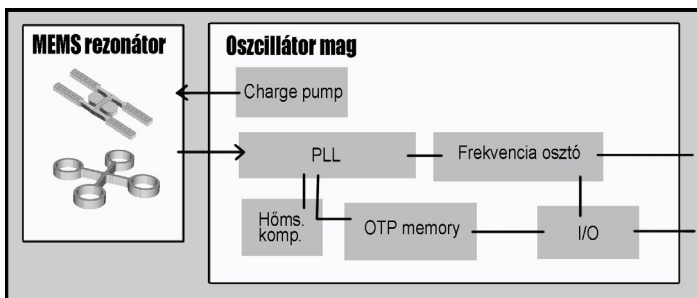 MEMS rezonátor
Oszcillátor mag
Charge pump
PLL
Frekvencia osztó
Hőms.
komp.
OTP memory
I/O